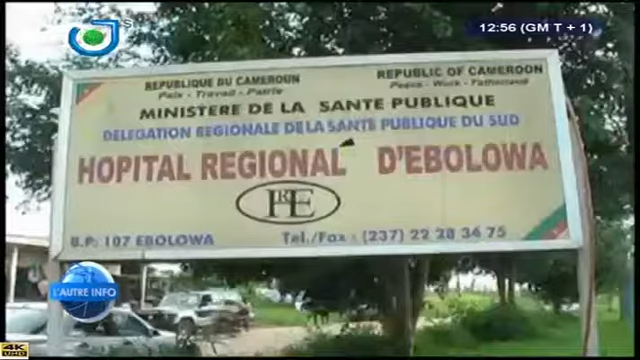 12:56 (GMT+1)
REPUBLIQUE DU CAMEROUN
Paix - Travail - Patrie
REPUBLIC OF CAMEROON
Peace - Work - Fatherland
MINISTERE DE LA SANTE PUBLIQUE
DELEGATION REGIONALE DE LA SANTE PUBLIQUE DU SUD
HOPITAL REGIONAL D'EBOLOWA
HRE
B.P: 107 EBOLOWA
Tel./Fax : (237) 22 28 34 75
L'AUTRE INFO
4K
ULTRA HD